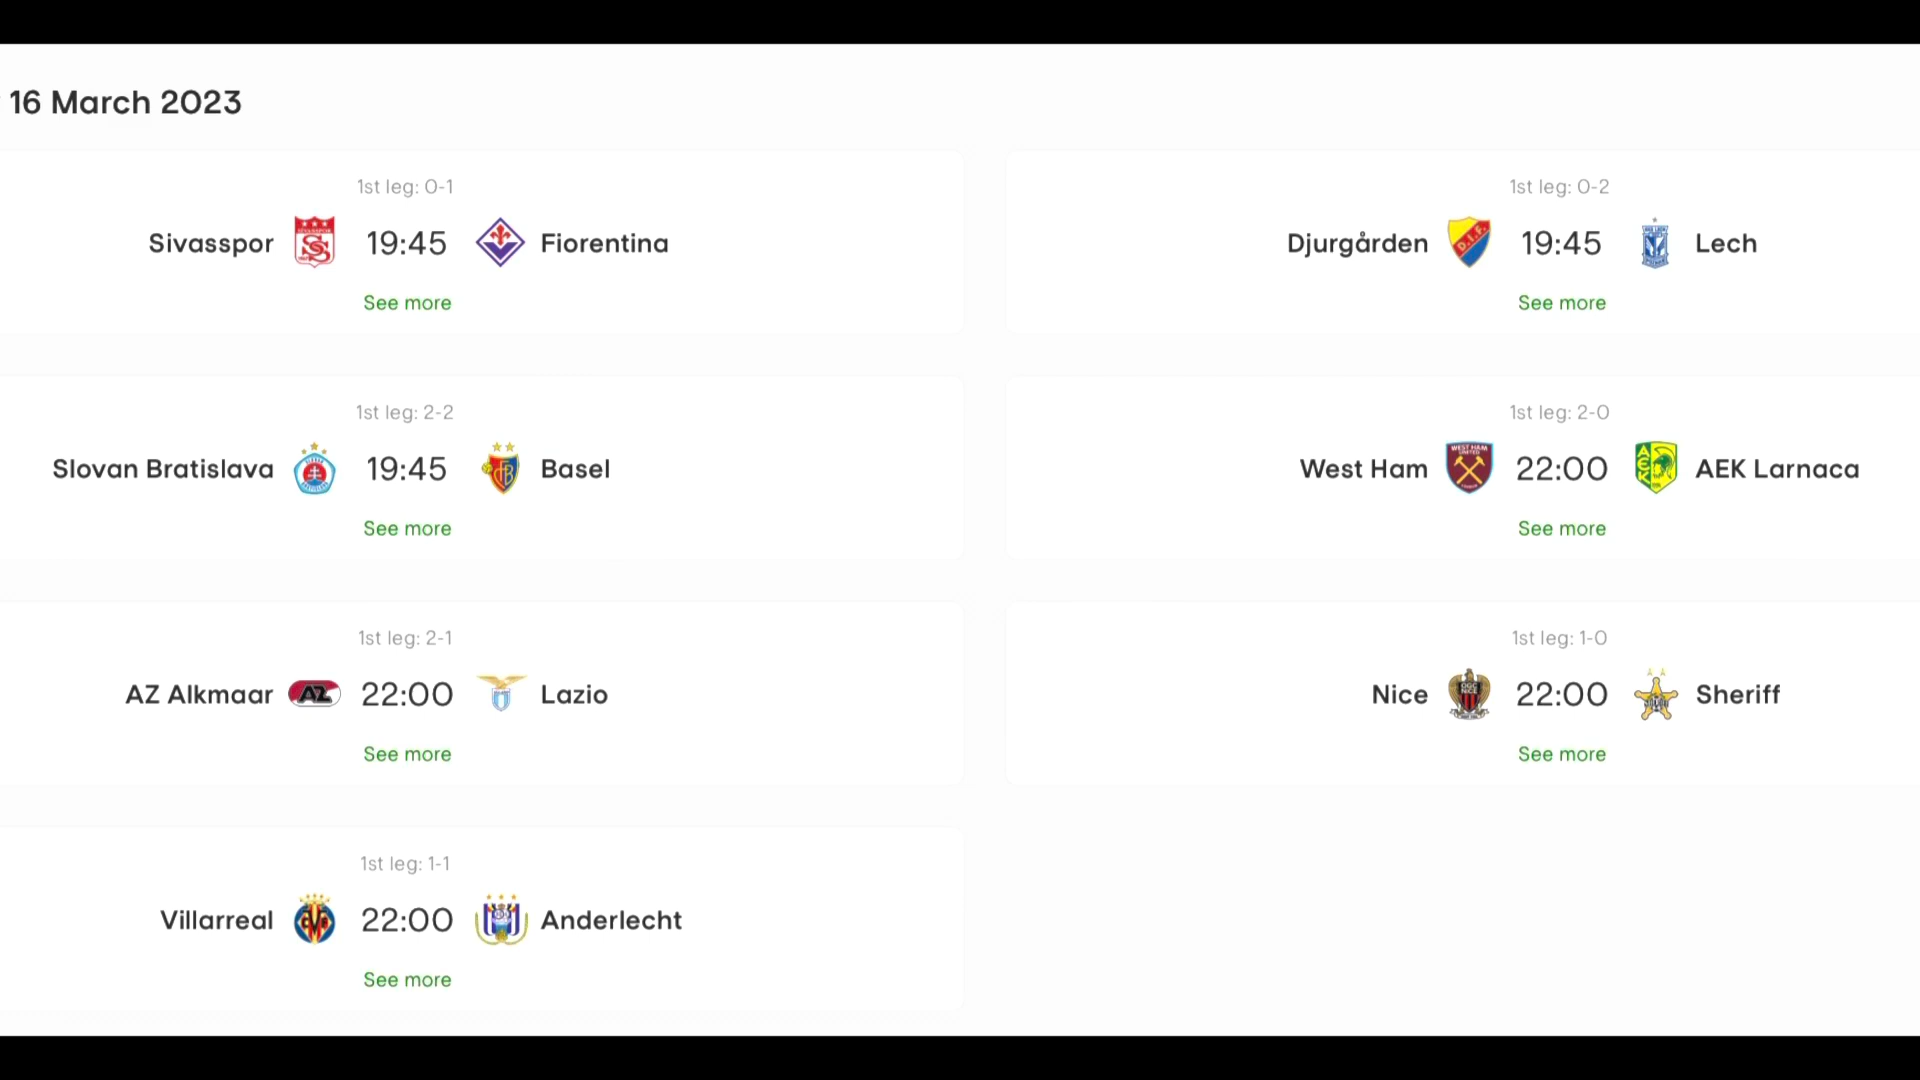 16 March 2023
1st leg: 0-1
Sivasspor 19:45 Fiorentina
See more
1st leg: 0-2
Djurgården 19:45 Lech
See more
1st leg: 2-2
Slovan Bratislava 19:45 Basel
See more
1st leg: 2-0
West Ham 22:00 AEK Larnaca
See more
1st leg: 2-1
AZ Alkmaar AZ 22:00 Lazio
See more
1st leg: 1-0
Nice 22:00 Sheriff
See more
1st leg: 1-1
Villarreal 22:00 Anderlecht
See more